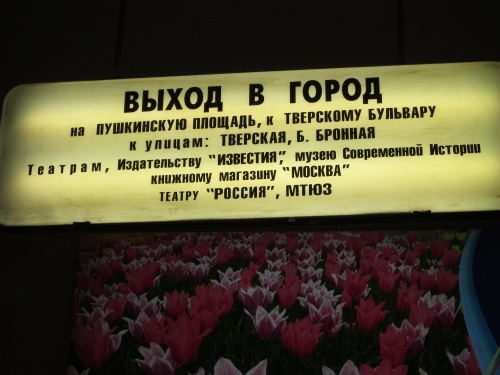 ВЫХОД В ГОРОД
на ПУШКИНСКУЮ ПЛОЩАДЬ, к ТВЕРСКОМУ БУЛЬВАРУ
к улицам: ТВЕРСКАЯ, Б. БРОННАЯ
Театрам, Издательству "ИЗВЕСТИЯ", музею Современной Истории
книжному магазину "МОСКВА"
ТЕАТРУ "РОССИЯ", МТЮЗ